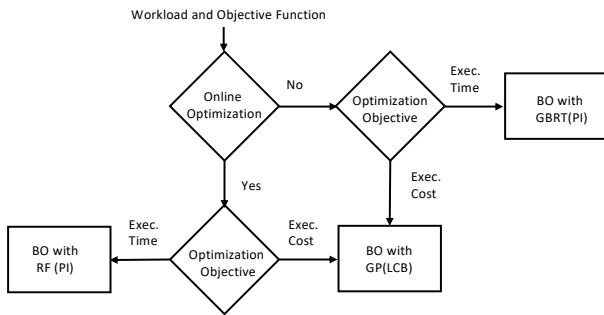 Workload and Objective Function
Online
Optimization
No
Optimization
Objective
Exec.
Time
BO with
GBRT(PI)
Yes
Exec.
Cost
Exec.
Time
BO with
RF (PI)
Optimization
Objective
Exec.
Cost
BO with
GP(LCB)